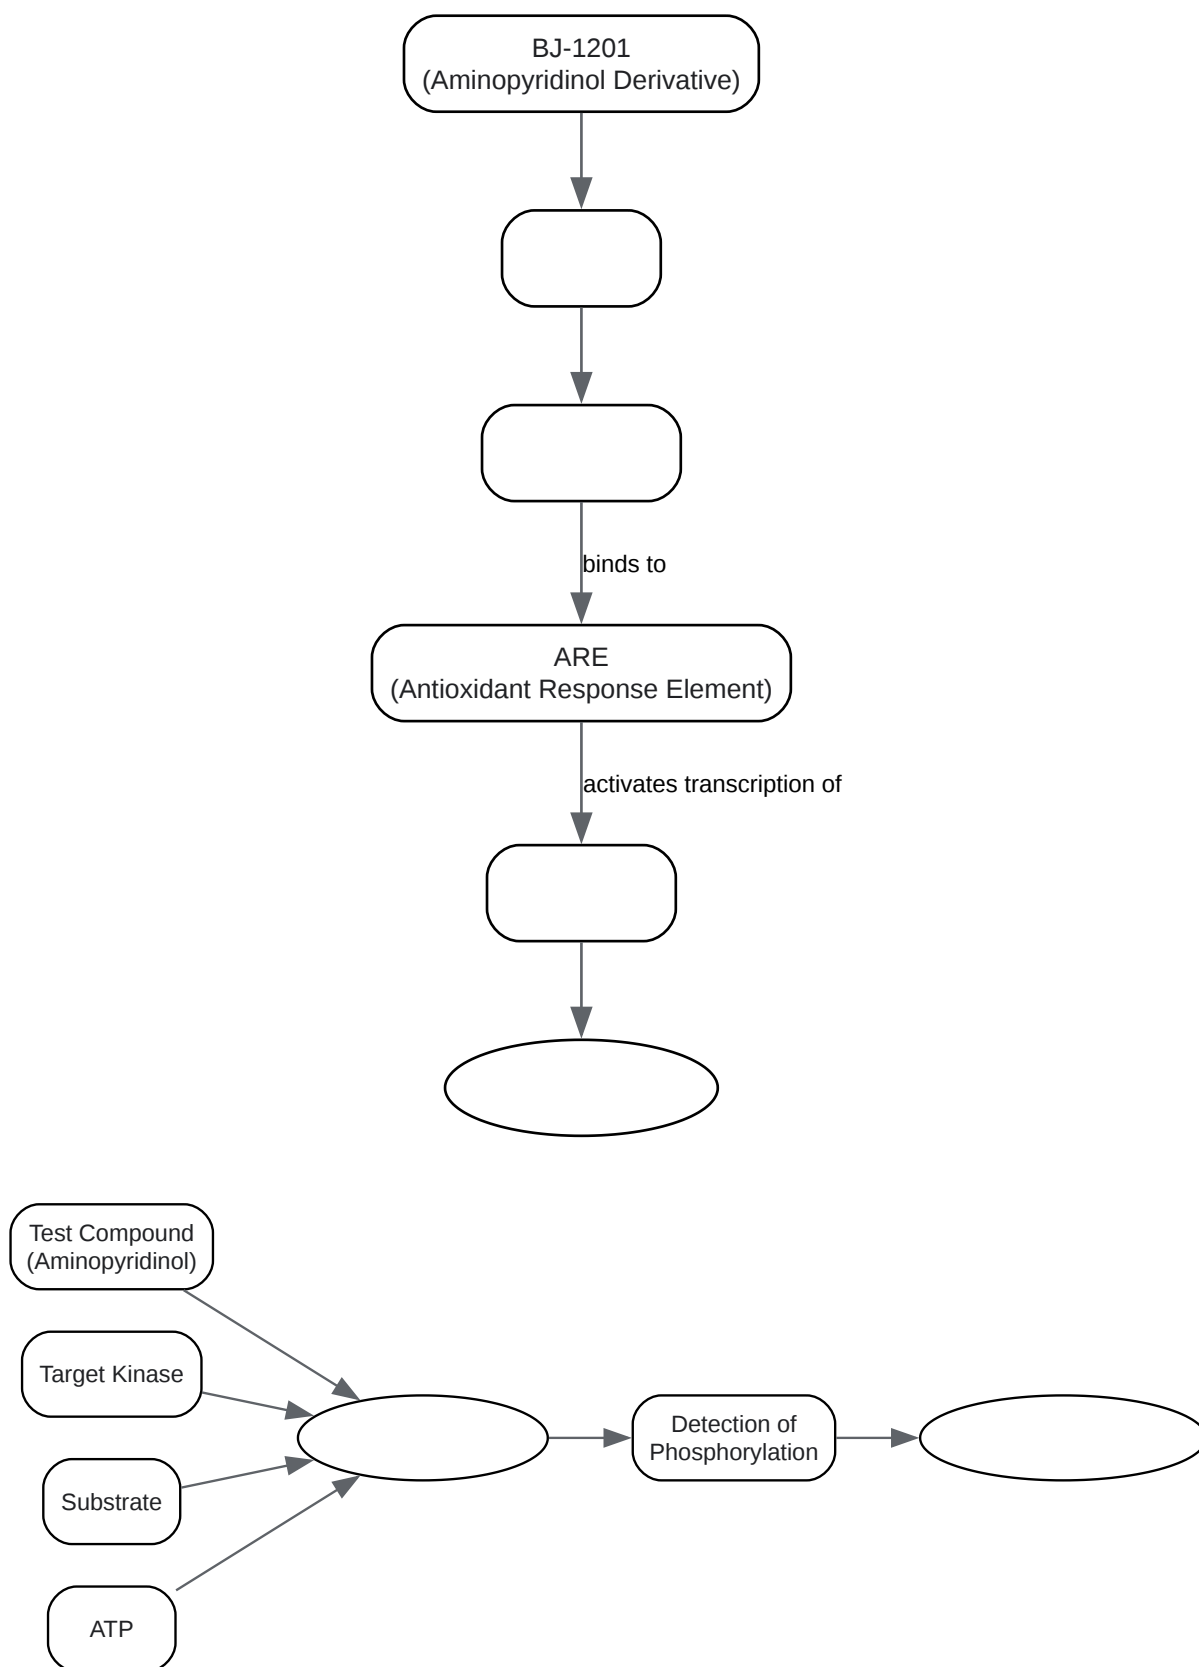 BJ-1201
(Aminopyridinol Derivative)
binds to
ARE
(Antioxidant Response Element)
activates transcription of
Test Compound
(Aminopyridinol)
Target Kinase
Detection of
Phosphorylation
Substrate
ATP